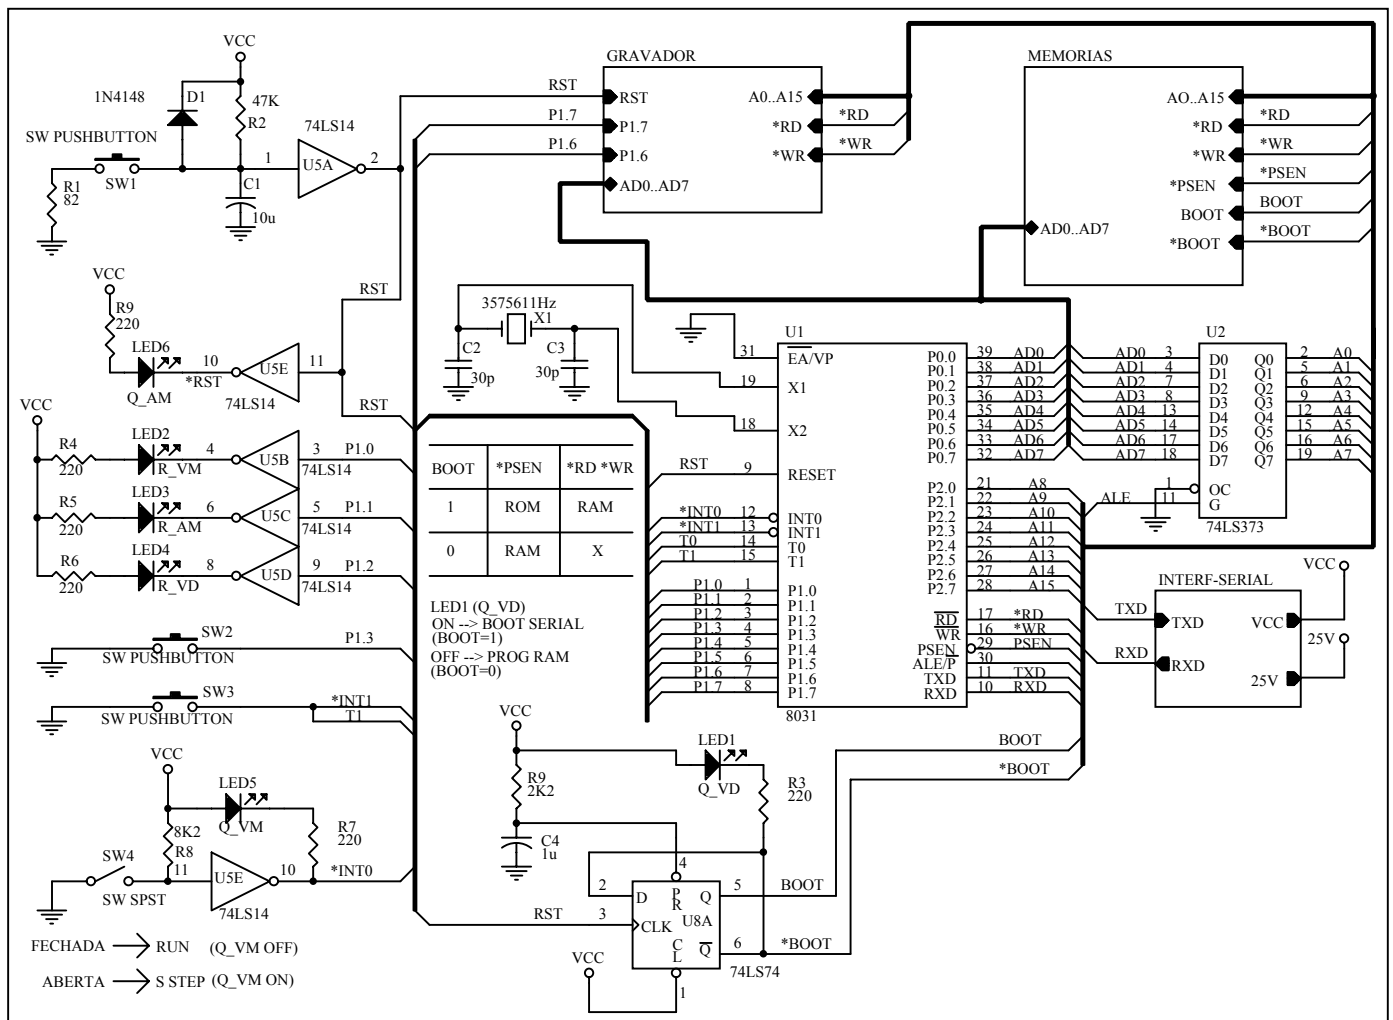 VCC
1N4148
D1
47K
R2
SW PUSHBUTTON
SW1
R1
82
C1
10u
1
74LS14
U5A
2
RST
P1.7
P1.6
GRAVADOR
RST
P1.7
P1.6
AD0..AD7
A0..A15
*RD
*WR
*RD
*WR
MEMORIAS
AD0..AD7
AO..A15
*RD
*WR
*PSEN
BOOT
*BOOT
*RD
*WR
*PSEN
BOOT
*BOOT
VCC
R9
220
LED6
Q_AM
10
*RST
U5E
74LS14
11
RST
RST
3575611Hz
X1
C2
30p
C3
30p
VCC
R4
220
LED2
R_VM
4
U5B
74LS14
3
P1.0
R5
220
LED3
R_AM
6
U5C
74LS14
5
P1.1
R6
220
LED4
R_VD
8
U5D
74LS14
9
P1.2
BOOT *PSEN *RD *WR
1 ROM RAM
0 RAM X
LED1 (Q_VD)
ON --> BOOT SERIAL
(BOOT=1)
OFF --> PROG RAM
(BOOT=0)
U1
31 EA/VP
19 X1
18 X2
RST 9 RESET
*INT0 12 INT0
*INT1 13 INT1
T0 14 T0
T1 15 T1
P1.0 1 P1.0
P1.1 2 P1.1
P1.2 3 P1.2
P1.3 4 P1.3
P1.4 5 P1.4
P1.5 6 P1.5
P1.6 7 P1.6
P1.7 8 P1.7
8031
P0.0 39 AD0
P0.1 38 AD1
P0.2 37 AD2
P0.3 36 AD3
P0.4 35 AD4
P0.5 34 AD5
P0.6 33 AD6
P0.7 32 AD7
P2.0 21 A8
P2.1 22 A9
P2.2 23 A10
P2.3 24 A11
P2.4 25 A12
P2.5 26 A13
P2.6 27 A14
P2.7 28 A15
RD 17 *RD
WR 16 *WR
PSEN 29 PSEN
ALE/P 30
TXD 11 TXD
RXD 10 RXD
U2
AD0 3 D0 Q0 2 A0
AD1 4 D1 Q1 5 A1
AD2 7 D2 Q2 6 A2
AD3 8 D3 Q3 9 A3
AD4 13 D4 Q4 12 A4
AD5 14 D5 Q5 15 A5
AD6 17 D6 Q6 16 A6
AD7 18 D7 Q7 19 A7
1 OC
ALE 11 G
74LS373
INTERF-SERIAL
TXD
RXD
TXD
RXD
VCC
25V
VCC
25V
SW2
SW PUSHBUTTON
P1.3
SW3
SW PUSHBUTTON
*INT1
T1
VCC
LED5
Q_VM
8K2
R8
R7
220
SW4
SW SPST
11
U5E
10
74LS14
*INT0
FECHADA RUN (Q_VM OFF)
ABERTA S STEP (Q_VM ON)
VCC
R9
2K2
C4
1u
LED1
Q_VD
R3
220
BOOT
*BOOT
4
2 D
PR
Q 5 BOOT
U8A
RST 3 CLK
CL
Q 6 *BOOT
74LS74
VCC
1